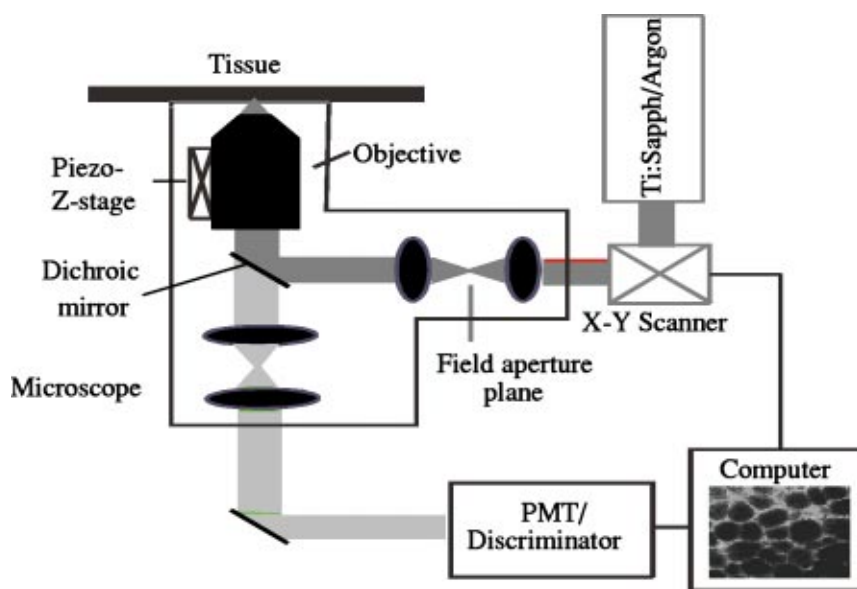 Tissue
Ti:Sapph/Argon
Piezo-
Z-stage
Objective
Dichroic
mirror
X-Y Scanner
Field aperture
plane
Microscope
Computer
PMT/
Discriminator